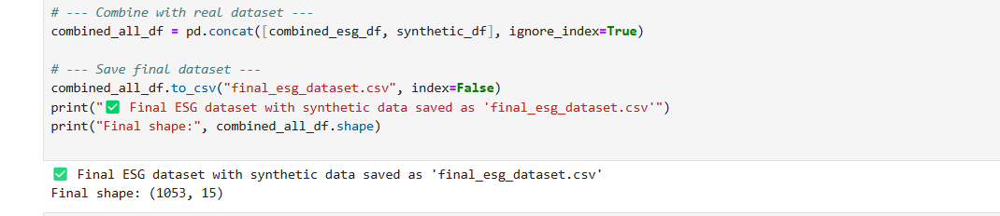 # --- Combine with real dataset ---
combined_all_df = pd.concat([combined_esg_df, synthetic_df], ignore_index=True)
# --- Save final dataset ---
combined_all_df.to_csv("final_esg_dataset.csv", index=False)
print("✅ Final ESG dataset with synthetic data saved as 'final_esg_dataset.csv'")
print("Final shape:", combined_all_df.shape)
✅ Final ESG dataset with synthetic data saved as 'final_esg_dataset.csv'
Final shape: (1053, 15)